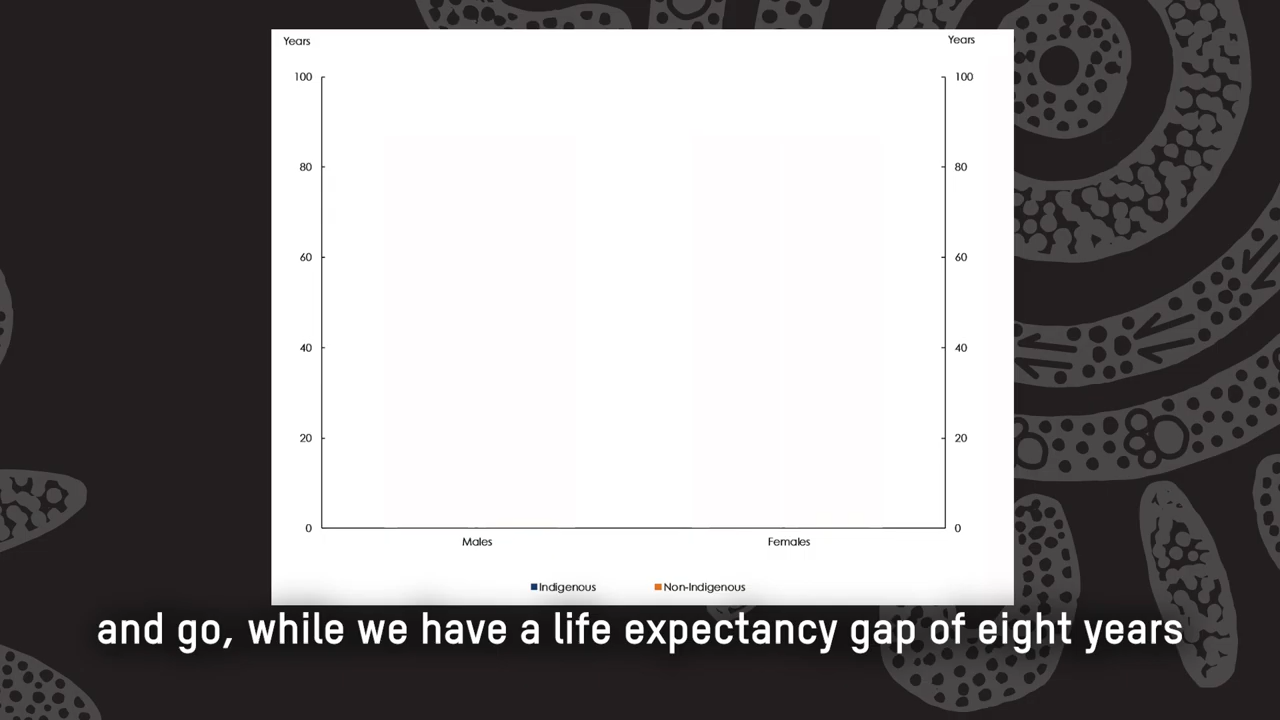 Years Years
100 100
80 80
60 60
40 40
20 20
0 0
Males Females
Indigenous Non-Indigenous
and go, while we have a life expectancy gap of eight years